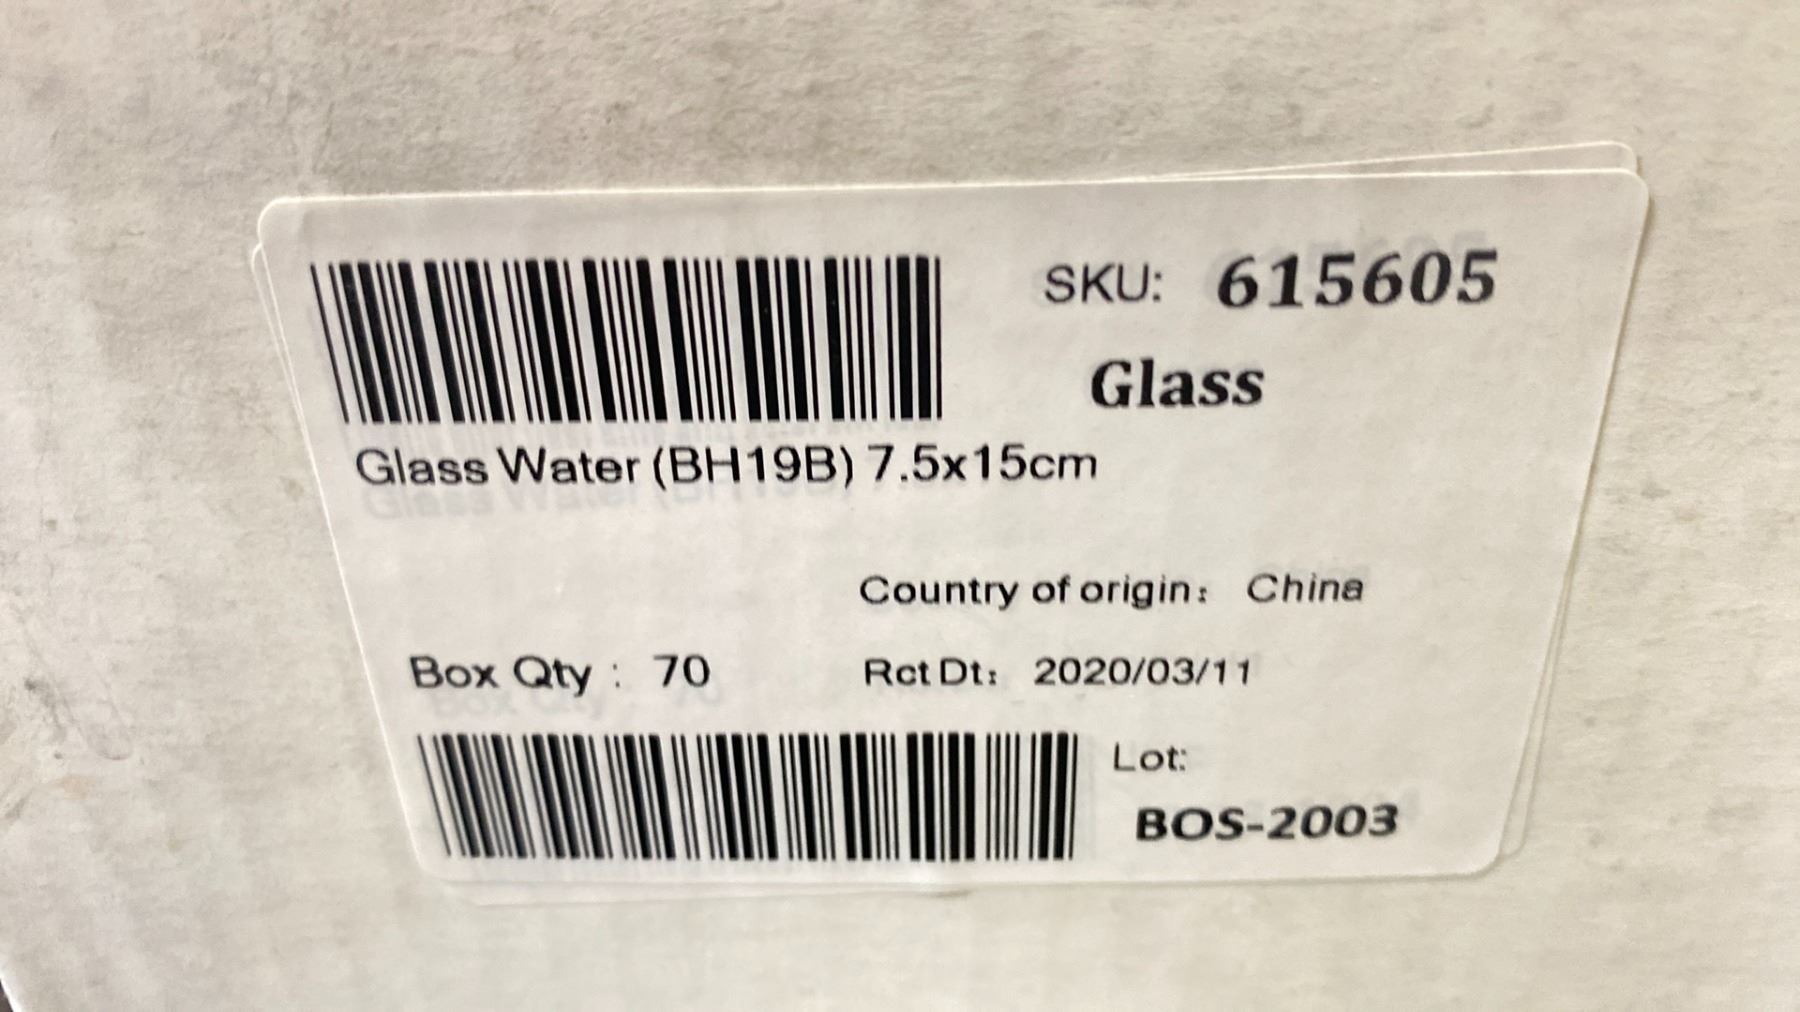 SKU: 615605
Glass
Glass Water (BH19B) 7.5x15cm
Country of origin: China
Box Qty : 70
Rct Dt: 2020/03/11
Lot:
BOS-2003